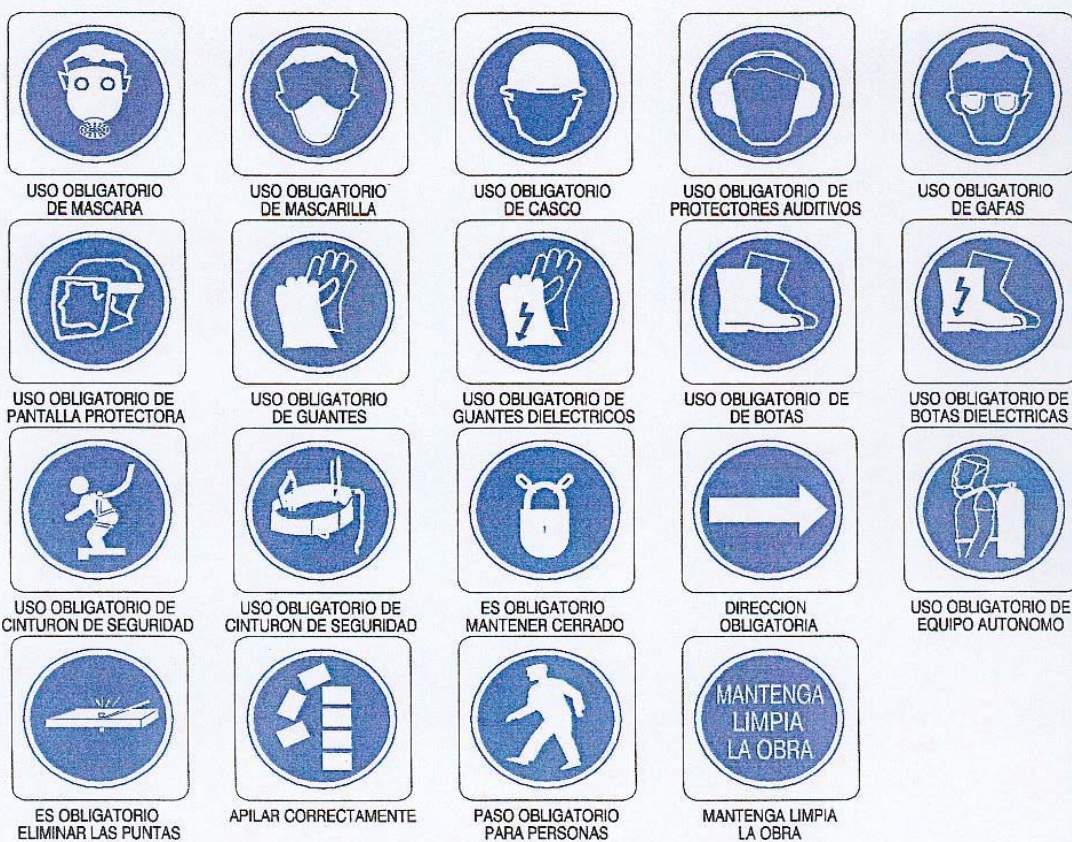 USO OBLIGATORIO
DE MASCARA
USO OBLIGATORIO
DE MASCARILLA
USO OBLIGATORIO
DE CASCO
USO OBLIGATORIO DE
PROTECTORES AUDITIVOS
USO OBLIGATORIO
DE GAFAS
USO OBLIGATORIO DE
PANTALLA PROTECTORA
USO OBLIGATORIO
DE GUANTES
USO OBLIGATORIO DE
GUANTES DIELECTRICOS
USO OBLIGATORIO DE
DE BOTAS
USO OBLIGATORIO DE
BOTAS DIELECTRICAS
USO OBLIGATORIO DE
CINTURON DE SEGURIDAD
USO OBLIGATORIO DE
CINTURON DE SEGURIDAD
ES OBLIGATORIO
MANTENER CERRADO
DIRECCION
OBLIGATORIA
USO OBLIGATORIO DE
EQUIPO AUTONOMO
ES OBLIGATORIO
ELIMINAR LAS PUNTAS
APILAR CORRECTAMENTE
PASO OBLIGATORIO
PARA PERSONAS
MANTENGA
LIMPIA
LA OBRA
MANTENGA LIMPIA
LA OBRA